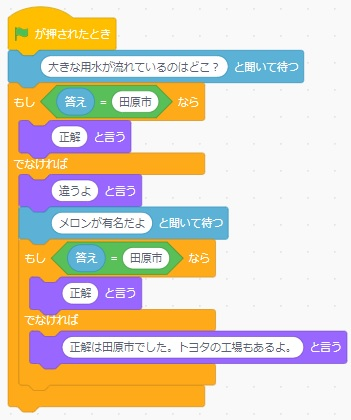 が押されたとき
大きな用水が流れているのはどこ？ と聞いて待つ
もし 答え = 田原市 なら
正解 と言う
でなければ
違うよ と言う
メロンが有名だよ と聞いて待つ
もし 答え = 田原市 なら
正解 と言う
でなければ
正解は田原市でした。トヨタの工場もあるよ。 と言う